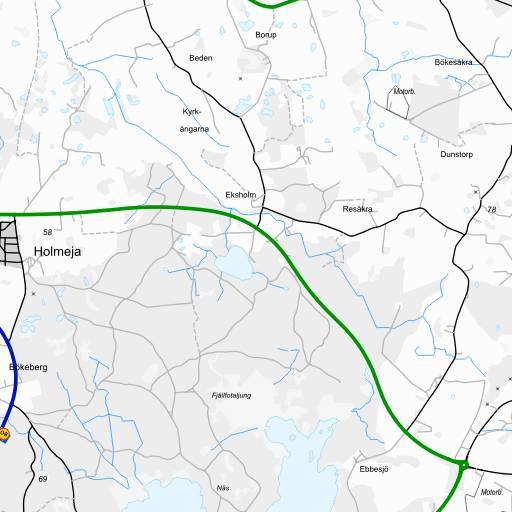 Borup
Beden
Bökesåkra
Motorb.
Kyrk-
ängarna
Dunstorp
Eksholm
Resåkra
78
58
Holmeja
Bökeberg
Fjällfotaljung
Ebbesjö
69
Näs
Motorb.